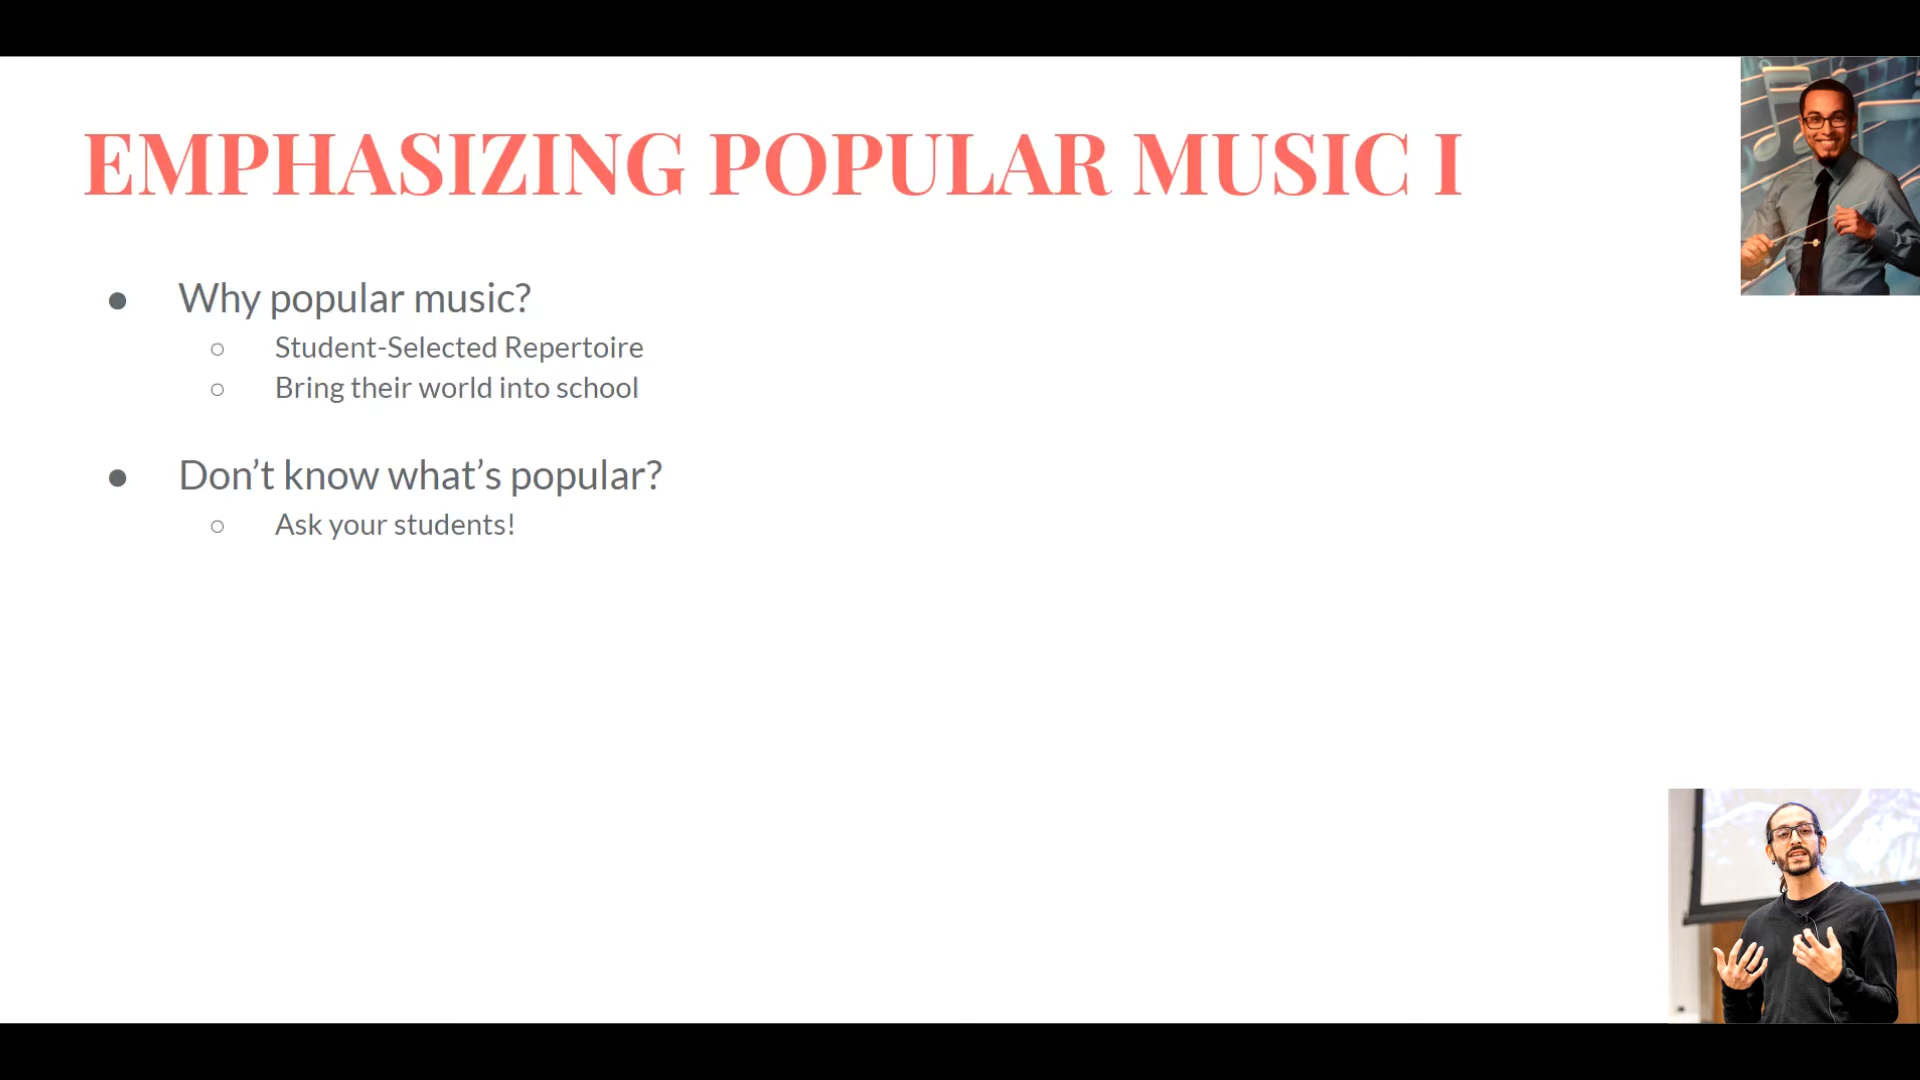 EMPHASIZING POPULAR MUSIC I
● Why popular music?
○ Student-Selected Repertoire
○ Bring their world into school
● Don’t know what’s popular?
○ Ask your students!